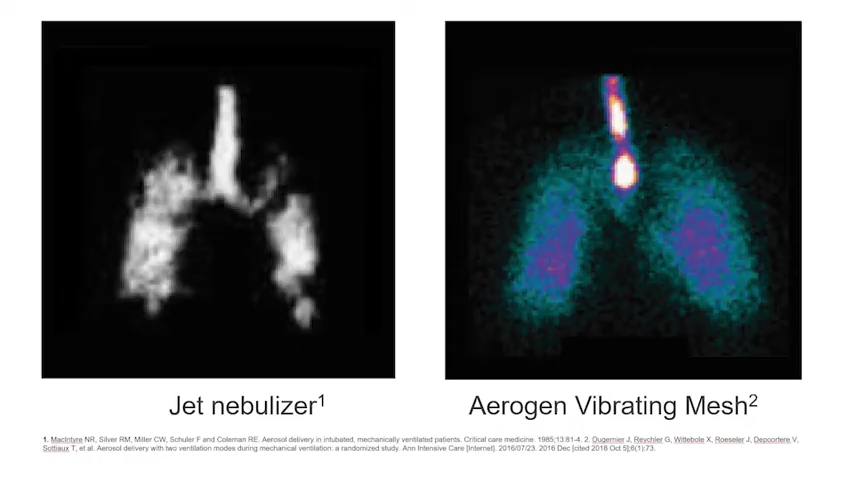 Jet nebulizer¹
Aerogen Vibrating Mesh²
1. MacIntyre NR, Silver RM, Miller CW, Schuler F and Coleman RE. Aerosol delivery in intubated, mechanically ventilated patients. Critical care medicine. 1985;13:81-4. 2. Dugernier J, Reychler G, Wittebole X, Roeseler J, Depoortere V,
Sottiaux T, et al. Aerosol delivery with two ventilation modes during mechanical ventilation: a randomized study. Ann Intensive Care [Internet]. 2016/07/23. 2016 Dec [cited 2018 Oct 5];6(1):73.